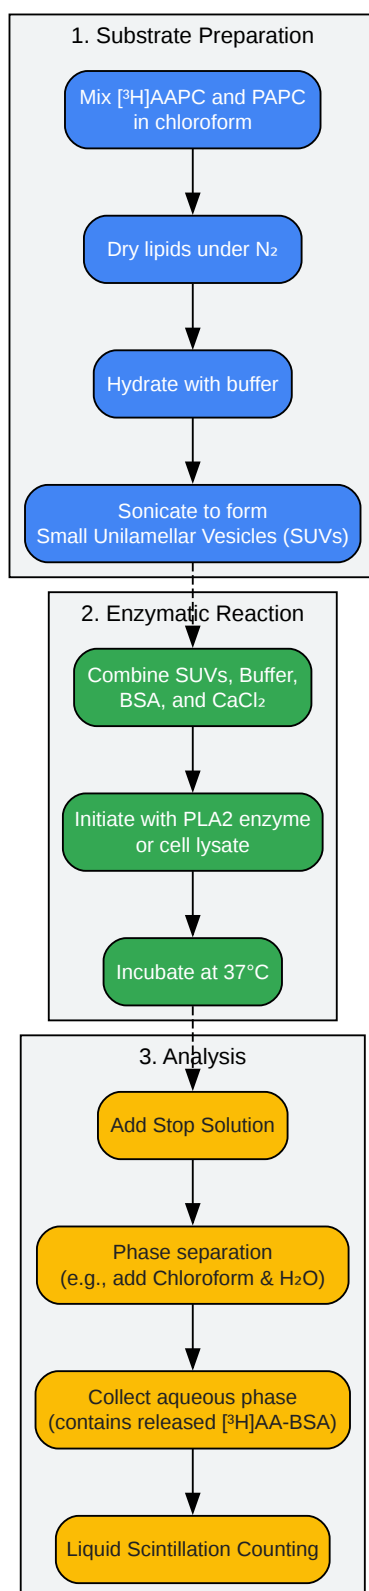 1. Substrate Preparation
Mix [³H]AAPC and PAPC
in chloroform
Dry lipids under N₂
Hydrate with buffer
Sonicate to form
Small Unilamellar Vesicles (SUVs)
2. Enzymatic Reaction
Combine SUVs, Buffer,
BSA, and CaCl₂
Initiate with PLA2 enzyme
or cell lysate
Incubate at 37°C
3. Analysis
Add Stop Solution
Phase separation
(e.g., add Chloroform & H₂O)
Collect aqueous phase
(contains released [³H]AA-BSA)
Liquid Scintillation Counting